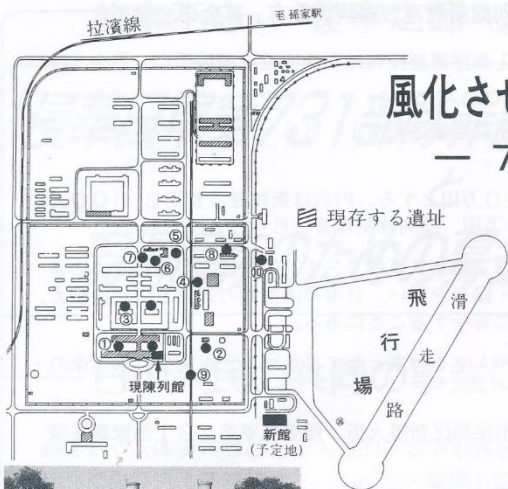 至 孫家駅
拉濱線
風化させ
― 7
現存する遺址
⑤
⑦
⑥
⑧
⑩
④
③
①
②
現陳列館
⑨
飛行場
滑走路
新館
(予定地)